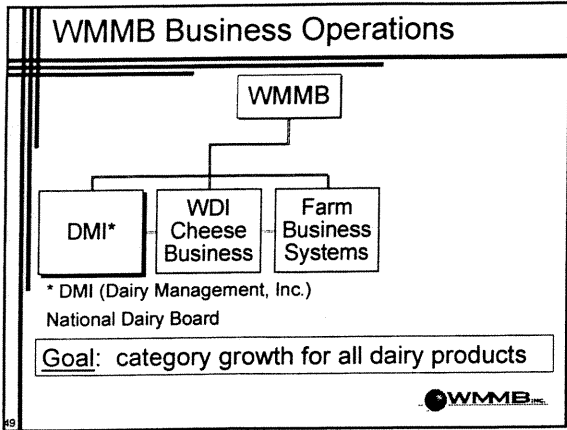 WMMB Business Operations
WMMB
DMI*
WDI
Cheese
Business
Farm
Business
Systems
* DMI (Dairy Management, Inc.)
National Dairy Board
Goal: category growth for all dairy products
WMMB INC.
49